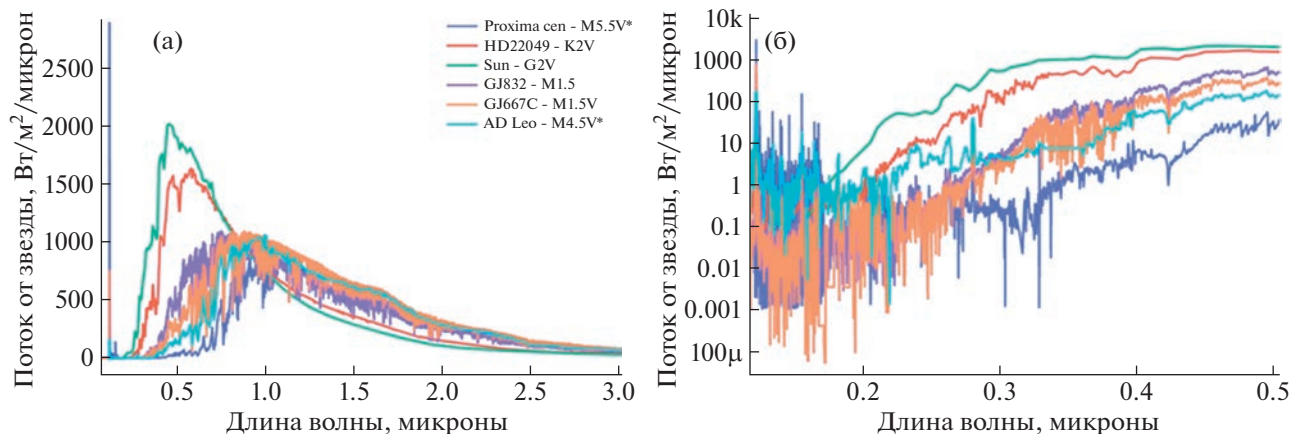 (а)
Proxima cen - M5.5V*
HD22049 - K2V
Sun - G2V
GJ832 - M1.5
GJ667C - M1.5V
AD Leo - M4.5V*
Поток от звезды, Вт/м²/микрон
2500
2000
1500
1000
500
0
0.5
1.0
1.5
2.0
2.5
3.0
Длина волны, микроны
(б)
Поток от звезды, Вт/м²/микрон
10k
1000
100
10
1
0.1
0.01
0.001
100μ
0.2
0.3
0.4
0.5
Длина волны, микроны